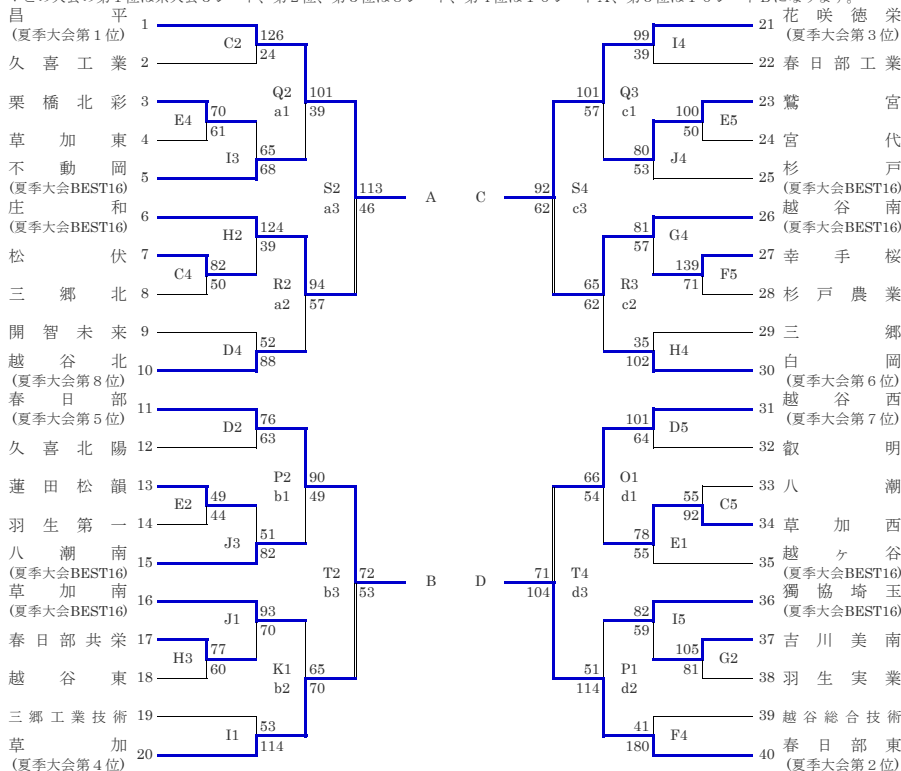 昌平 1
(夏季大会第1位)
C2 126
24
久喜工業 2
Q2 101
a1 39
栗橋北彩 3
E4 70
61
草加東 4
I3 65
68
不動岡
(夏季大会BEST16) 5
S2 113
a3 46
A
庄和
(夏季大会BEST16) 6
H2 124
39
松伏 7
C4 82
50
三郷北 8
R2 94
a2 57
開智未来 9
D4 52
88
越谷北 10
(夏季大会第8位)
春日部 11
(夏季大会第5位)
D2 76
63
久喜北陽 12
P2 90
b1 49
蓮田松韻 13
E2 49
44
羽生第一 14
J3 51
82
八潮南
(夏季大会BEST16) 15
T2 72
b3 53
B
草加南
(夏季大会BEST16) 16
J1 93
70
春日部共栄 17
H3 77
60
越谷東 18
K1 65
b2 70
三郷工業技術 19
I1 53
114
草加 20
(夏季大会第4位)
21 花咲徳栄
(夏季大会第3位)
99 I4
39
22 春日部工業
101 Q3
57 c1
23 鷲宮
100 E5
50
24 宮代
80 J4
53
25 杉戸
(夏季大会BEST16)
C
92 S4
62 c3
26 越谷南
(夏季大会BEST16)
81 G4
57
27 幸手桜
139 F5
71
28 杉戸農業
65 R3
62 c2
29 三郷
35 H4
102
30 白岡
(夏季大会第6位)
31 越谷西
(夏季大会第7位)
101 D5
64
32 叡明
66 O1
54 d1
33 八潮
55 C5
92
34 草加西
78 E1
55
35 越ヶ谷
(夏季大会BEST16)
D
71 T4
104 d3
36 獨協埼玉
(夏季大会BEST16)
82 I5
59
37 吉川美南
105 G2
81
38 羽生実業
51 P1
114 d2
39 越谷総合技術
41 F4
180
40 春日部東
(夏季大会第2位)